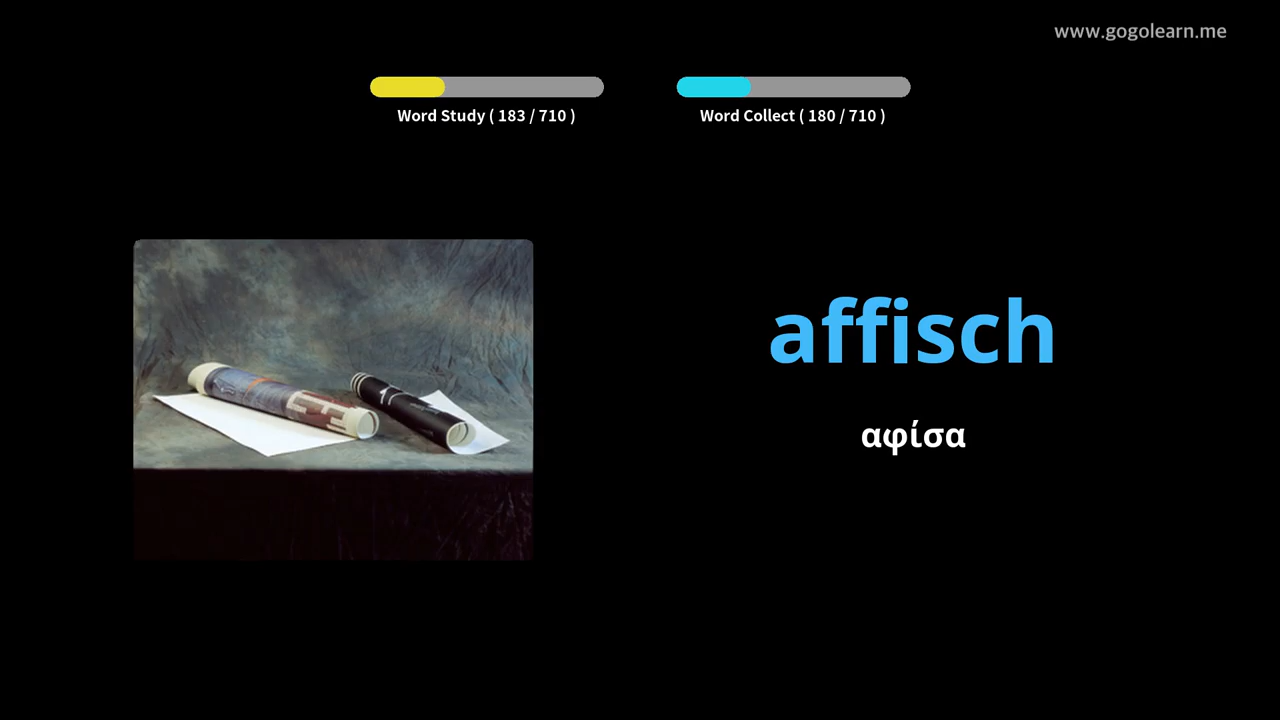 www.gogolearn.me
Word Study ( 183 / 710 )
Word Collect ( 180 / 710 )
affisch
αφίσα